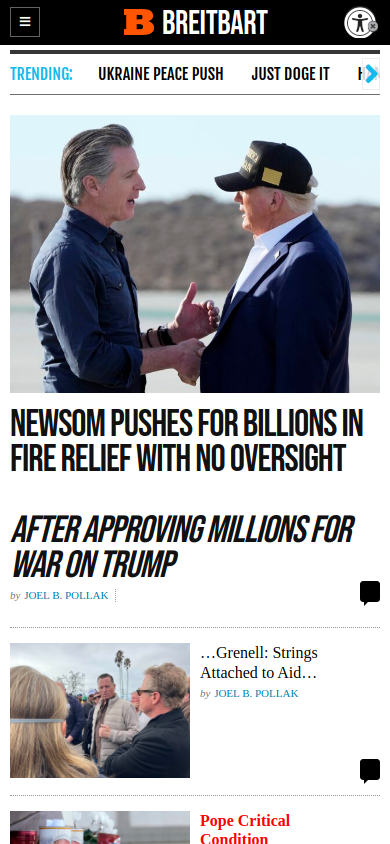 BREITBART
TRENDING: UKRAINE PEACE PUSH JUST DOGE IT
NEWSOM PUSHES FOR BILLIONS IN
FIRE RELIEF WITH NO OVERSIGHT
AFTER APPROVING MILLIONS FOR
WAR ON TRUMP
by JOEL B. POLLAK
…Grenell: Strings
Attached to Aid…
by JOEL B. POLLAK
Pope Critical
Condition